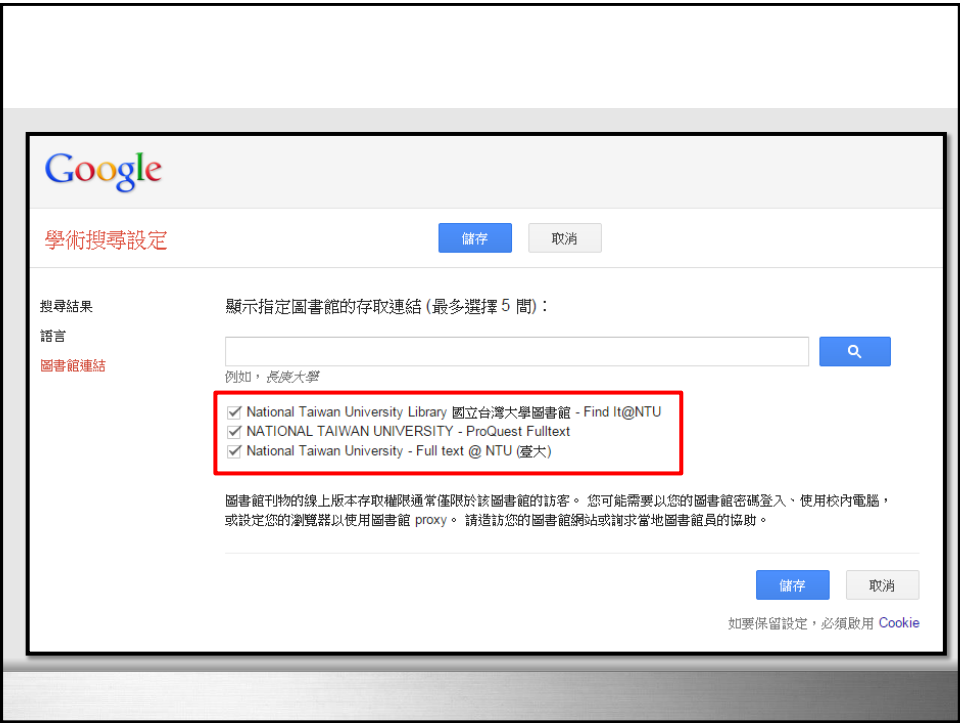 Google
學術搜尋設定
儲存
取消
搜尋結果
語言
圖書館連結
顯示指定圖書館的存取連結 (最多選擇 5 間)：
例如，長庚大學
National Taiwan University Library 國立台灣大學圖書館 - Find It@NTU
NATIONAL TAIWAN UNIVERSITY - ProQuest Fulltext
National Taiwan University - Full text @ NTU (臺大)
圖書館刊物的線上版本存取權限通常僅限於該圖書館的訪客。 您可能需要以您的圖書館密碼登入、使用校內電腦，
或設定您的瀏覽器以使用圖書館 proxy。 請造訪您的圖書館網站或詢求當地圖書館員的協助。
儲存
取消
如要保留設定，必須啟用 Cookie